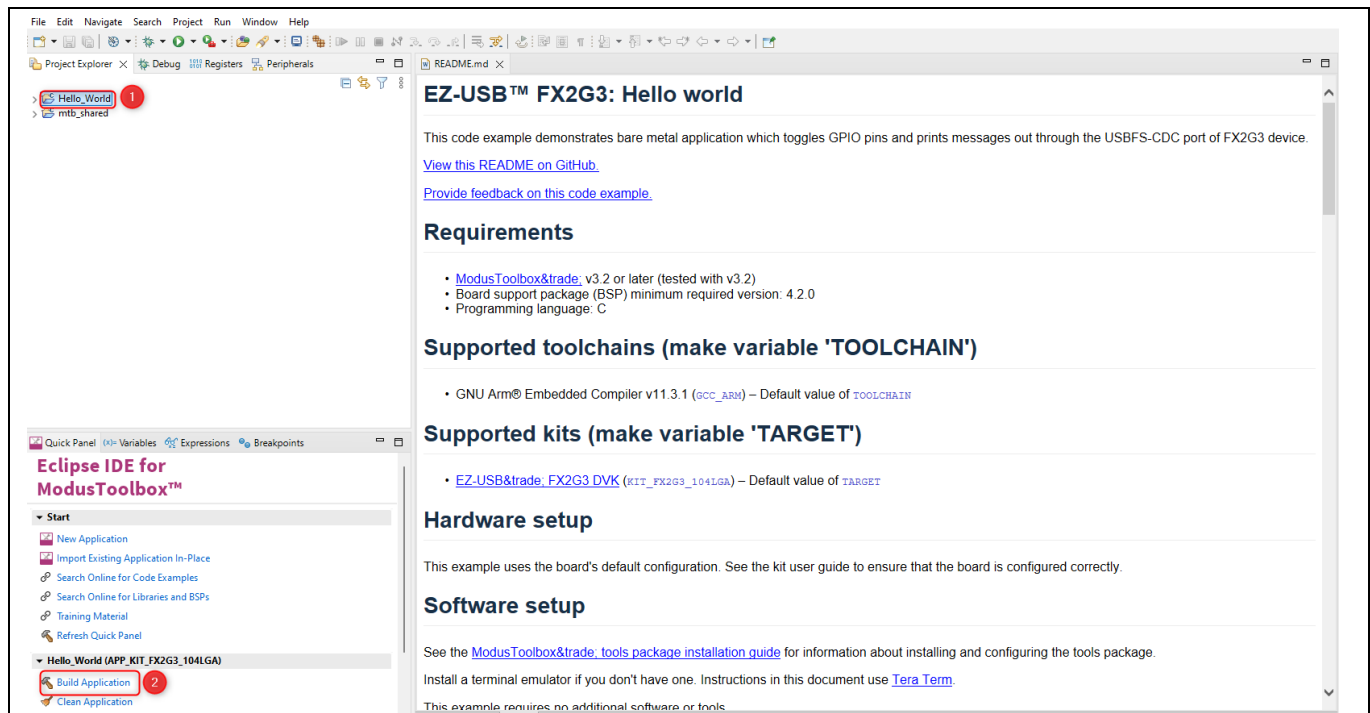 File Edit Navigate Search Project Run Window Help
Project Explorer Debug Registers Peripherals
Hello_World 1
mtb_shared
README.md
EZ-USB™ FX2G3: Hello world
This code example demonstrates bare metal application which toggles GPIO pins and prints messages out through the USBFS-CDC port of FX2G3 device.
View this README on GitHub.
Provide feedback on this code example.
Requirements
• ModusToolbox&trade; v3.2 or later (tested with v3.2)
• Board support package (BSP) minimum required version: 4.2.0
• Programming language: C
Supported toolchains (make variable 'TOOLCHAIN')
• GNU Arm® Embedded Compiler v11.3.1 (GCC_ARM) – Default value of TOOLCHAIN
Supported kits (make variable 'TARGET')
• EZ-USB&trade; FX2G3 DVK (KIT_FX2G3_104LGA) – Default value of TARGET
Hardware setup
This example uses the board's default configuration. See the kit user guide to ensure that the board is configured correctly.
Software setup
See the ModusToolbox&trade; tools package installation guide for information about installing and configuring the tools package.
Install a terminal emulator if you don't have one. Instructions in this document use Tera Term.
This example requires no additional software or tools.
Quick Panel (x)= Variables Expressions Breakpoints
Eclipse IDE for
ModusToolbox™
Start
New Application
Import Existing Application In-Place
Search Online for Code Examples
Search Online for Libraries and BSPs
Training Material
Refresh Quick Panel
Hello_World (APP_KIT_FX2G3_104LGA)
Build Application 2
Clean Application